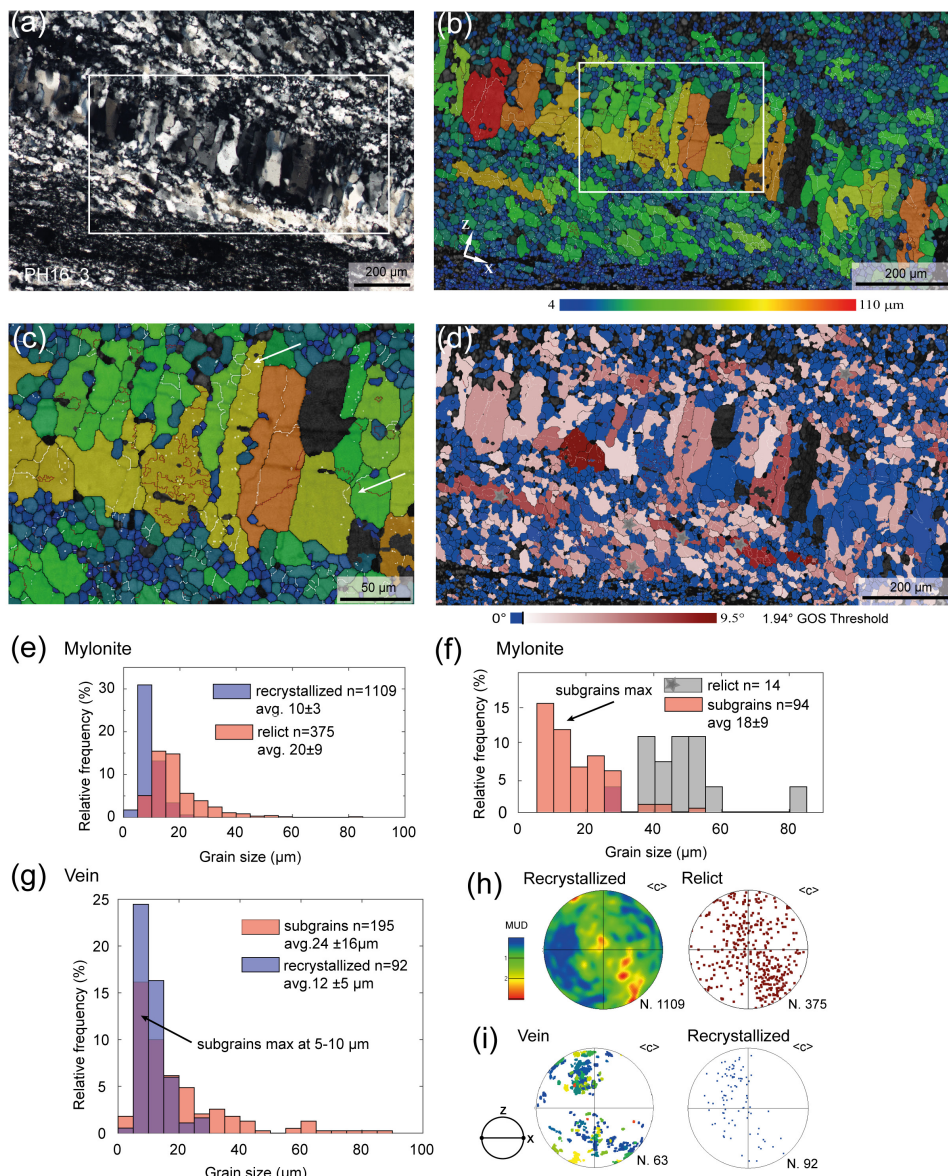 (a)
PH16_3
200 µm
(b)
z
x
200 µm
4
110 µm
(c)
50 µm
(d)
200 µm
0°
9.5°
1.94° GOS Threshold
(e) Mylonite
Relative frequency (%)
30
20
10
0
recrystallized n=1109
avg. 10±3
relict n=375
avg. 20±9
0 20 40 60 80 100
Grain size (µm)
(f) Mylonite
Relative frequency (%)
15
10
5
0
subgrains max
relict n= 14
subgrains n=94
avg 18±9
0 20 40 60 80
Grain size (µm)
(g) Vein
Relative frequency (%)
25
20
15
10
5
0
subgrains n=195
avg.24 ±16µm
recrystallized n=92
avg.12 ±5 µm
subgrains max at 5-10 µm
0 20 40 60 80 100
Grain size (µm)
(h) Recrystallized <c>
MUD
1
2
N. 1109
Relict <c>
N. 375
(i) Vein <c>
z
x
N. 63
Recrystallized <c>
N. 92